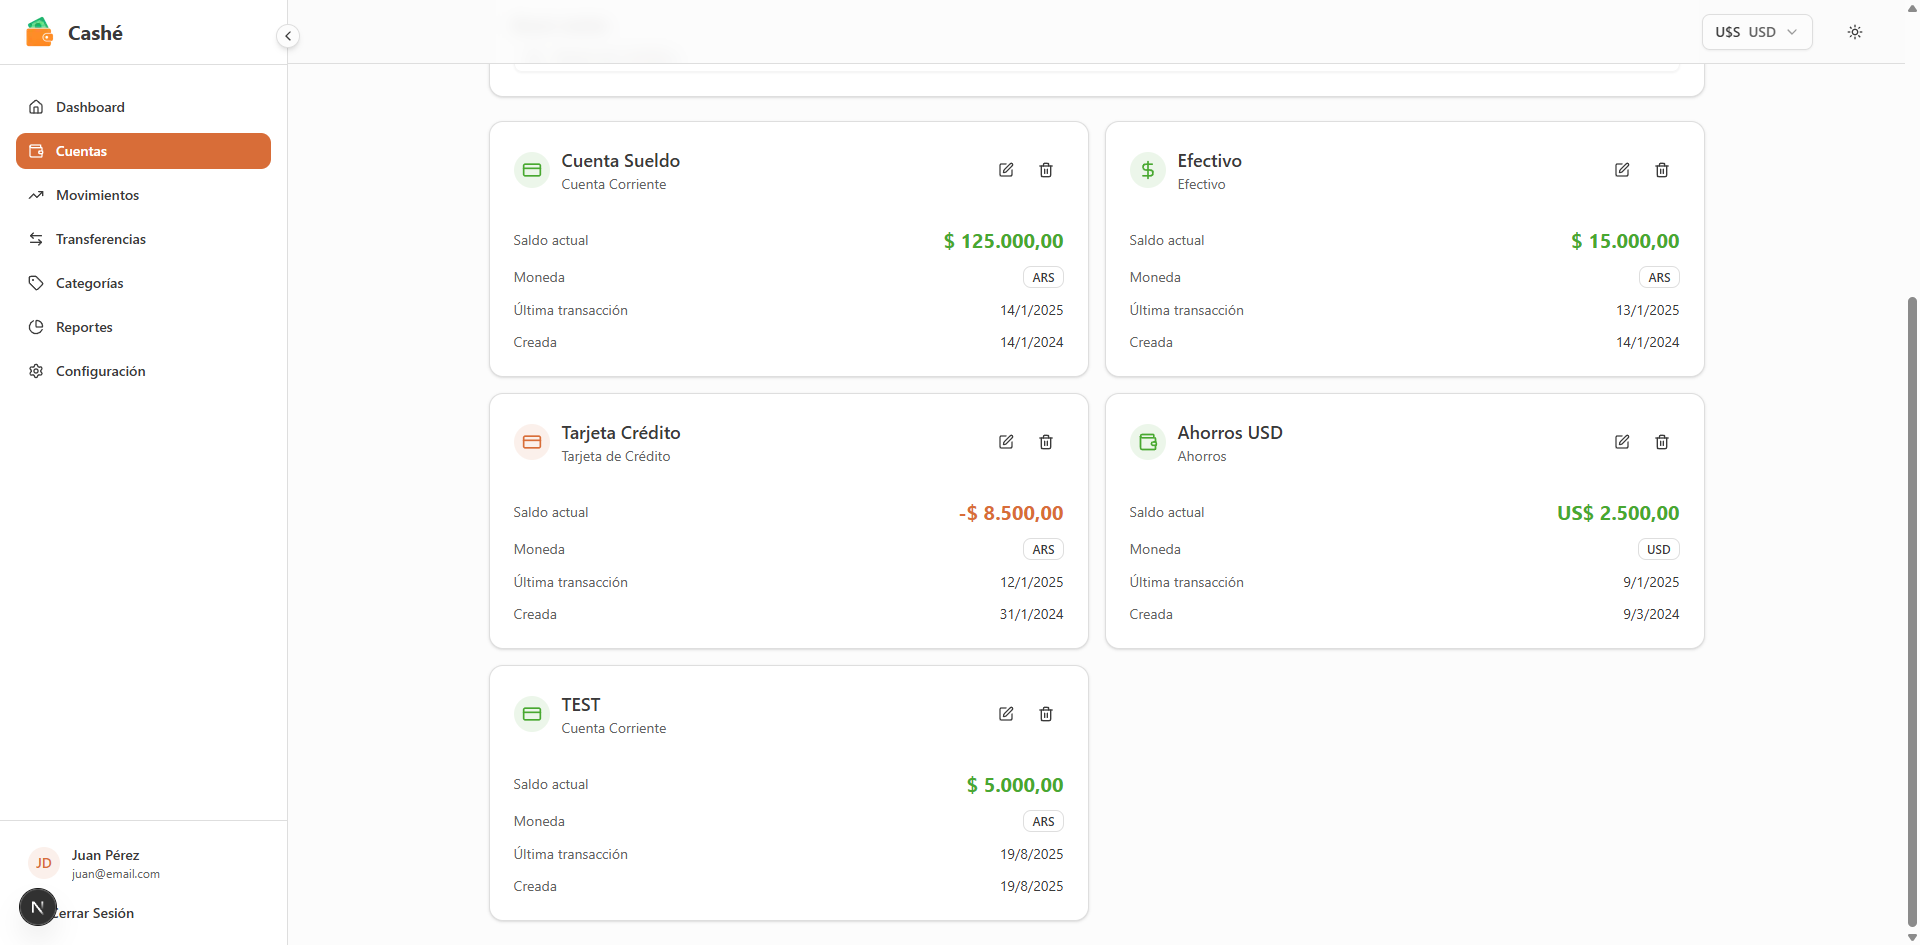 Cashé
U$S USD
Dashboard
Cuentas
Movimientos
Transferencias
Categorías
Reportes
Configuración
Cuenta Sueldo
Cuenta Corriente
Saldo actual $ 125.000,00
Moneda ARS
Última transacción 14/1/2025
Creada 14/1/2024
Efectivo
Efectivo
Saldo actual $ 15.000,00
Moneda ARS
Última transacción 13/1/2025
Creada 14/1/2024
Tarjeta Crédito
Tarjeta de Crédito
Saldo actual -$ 8.500,00
Moneda ARS
Última transacción 12/1/2025
Creada 31/1/2024
Ahorros USD
Ahorros
Saldo actual US$ 2.500,00
Moneda USD
Última transacción 9/1/2025
Creada 9/3/2024
TEST
Cuenta Corriente
Saldo actual $ 5.000,00
Moneda ARS
Última transacción 19/8/2025
Creada 19/8/2025
JD
Juan Pérez
juan@email.com
N
errar Sesión